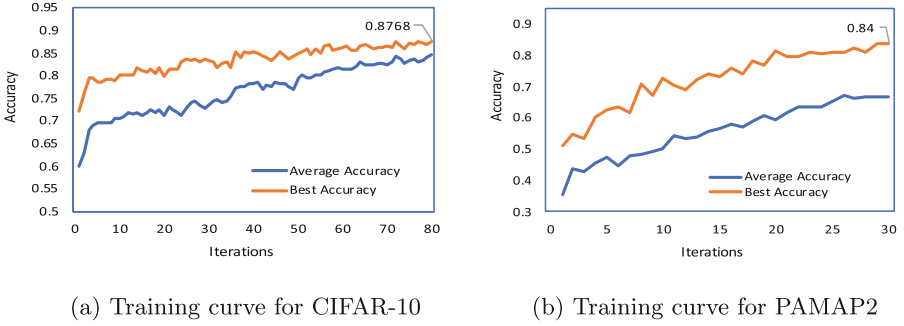 0.95
0.9
0.85
0.8
0.75
0.7
0.65
0.6
0.55
0.5
Accuracy
0.8768
Average Accuracy
Best Accuracy
0 10 20 30 40 50 60 70 80
Iterations
(a) Training curve for CIFAR-10
0.9
0.8
0.7
0.6
0.5
0.4
0.3
Accuracy
0.84
Average Accuracy
Best Accuracy
0 5 10 15 20 25 30
Iterations
(b) Training curve for PAMAP2